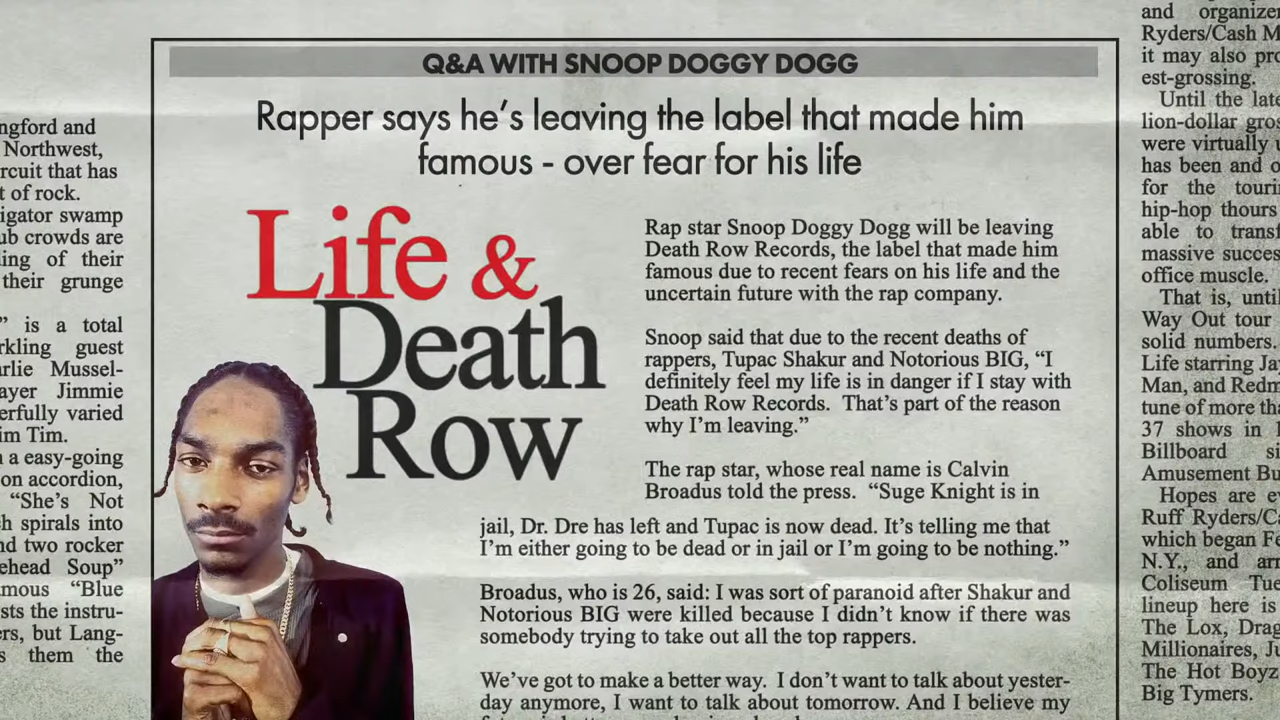 ngford and
Northwest,
rcuit that has
t of rock.
igator swamp
ub crowds are
ing of their
their grunge
” is a total
rkling guest
arlie Mussel-
ayer Jimmie
erfully varied
im Tim.
a easy-going
on accordion,
“She’s Not
ch spirals into
nd two rocker
ehead Soup”
amous “Blue
sts the instru-
ers, but Lang-
s them the
Q&A WITH SNOOP DOGGY DOGG
Rapper says he’s leaving the label that made him
famous - over fear for his life
Life &
Death
Row
Rap star Snoop Doggy Dogg will be leaving
Death Row Records, the label that made him
famous due to recent fears on his life and the
uncertain future with the rap company.
Snoop said that due to the recent deaths of
rappers, Tupac Shakur and Notorious BIG, “I
definitely feel my life is in danger if I stay with
Death Row Records.  That’s part of the reason
why I’m leaving.”
The rap star, whose real name is Calvin
Broadus told the press.  “Suge Knight is in
jail, Dr. Dre has left and Tupac is now dead. It’s telling me that
I’m either going to be dead or in jail or I’m going to be nothing.”
Broadus, who is 26, said: I was sort of paranoid after Shakur and
Notorious BIG were killed because I didn’t know if there was
somebody trying to take out all the top rappers.
We’ve got to make a better way.  I don’t want to talk about yester-
day anymore, I want to talk about tomorrow. And I believe my
and organizer
Ryders/Cash M
it may also pro
est-grossing.
Until the late
lion-dollar gros
were virtually u
has been and o
for the touri
hip-hop thours
able to transf
massive succes
office muscle.
That is, until
Way Out tour
solid numbers.
Life starring Jay
Man, and Redm
tune of more tha
37 shows in
Billboard si
Amusement Bu
Hopes are e
Ruff Ryders/C
which began Fe
N.Y., and arr
Coliseum Tue
lineup here is
The Lox, Drag
Millionaires, Ju
The Hot Boyz
Big Tymers.